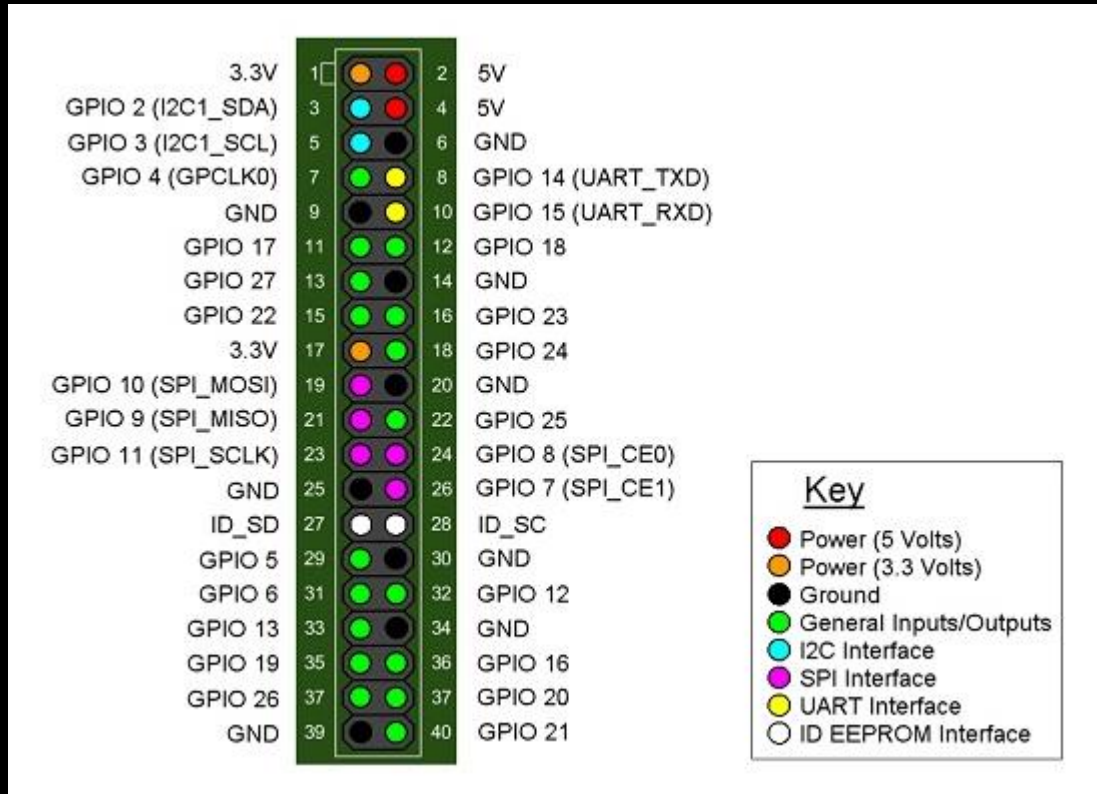 3.3V 1 2 5V
GPIO 2 (I2C1_SDA) 3 4 5V
GPIO 3 (I2C1_SCL) 5 6 GND
GPIO 4 (GPCLK0) 7 8 GPIO 14 (UART_TXD)
GND 9 10 GPIO 15 (UART_RXD)
GPIO 17 11 12 GPIO 18
GPIO 27 13 14 GND
GPIO 22 15 16 GPIO 23
3.3V 17 18 GPIO 24
GPIO 10 (SPI_MOSI) 19 20 GND
GPIO 9 (SPI_MISO) 21 22 GPIO 25
GPIO 11 (SPI_SCLK) 23 24 GPIO 8 (SPI_CE0)
GND 25 26 GPIO 7 (SPI_CE1)
ID_SD 27 28 ID_SC
GPIO 5 29 30 GND
GPIO 6 31 32 GPIO 12
GPIO 13 33 34 GND
GPIO 19 35 36 GPIO 16
GPIO 26 37 37 GPIO 20
GND 39 40 GPIO 21
Key
Power (5 Volts)
Power (3.3 Volts)
Ground
General Inputs/Outputs
I2C Interface
SPI Interface
UART Interface
ID EEPROM Interface